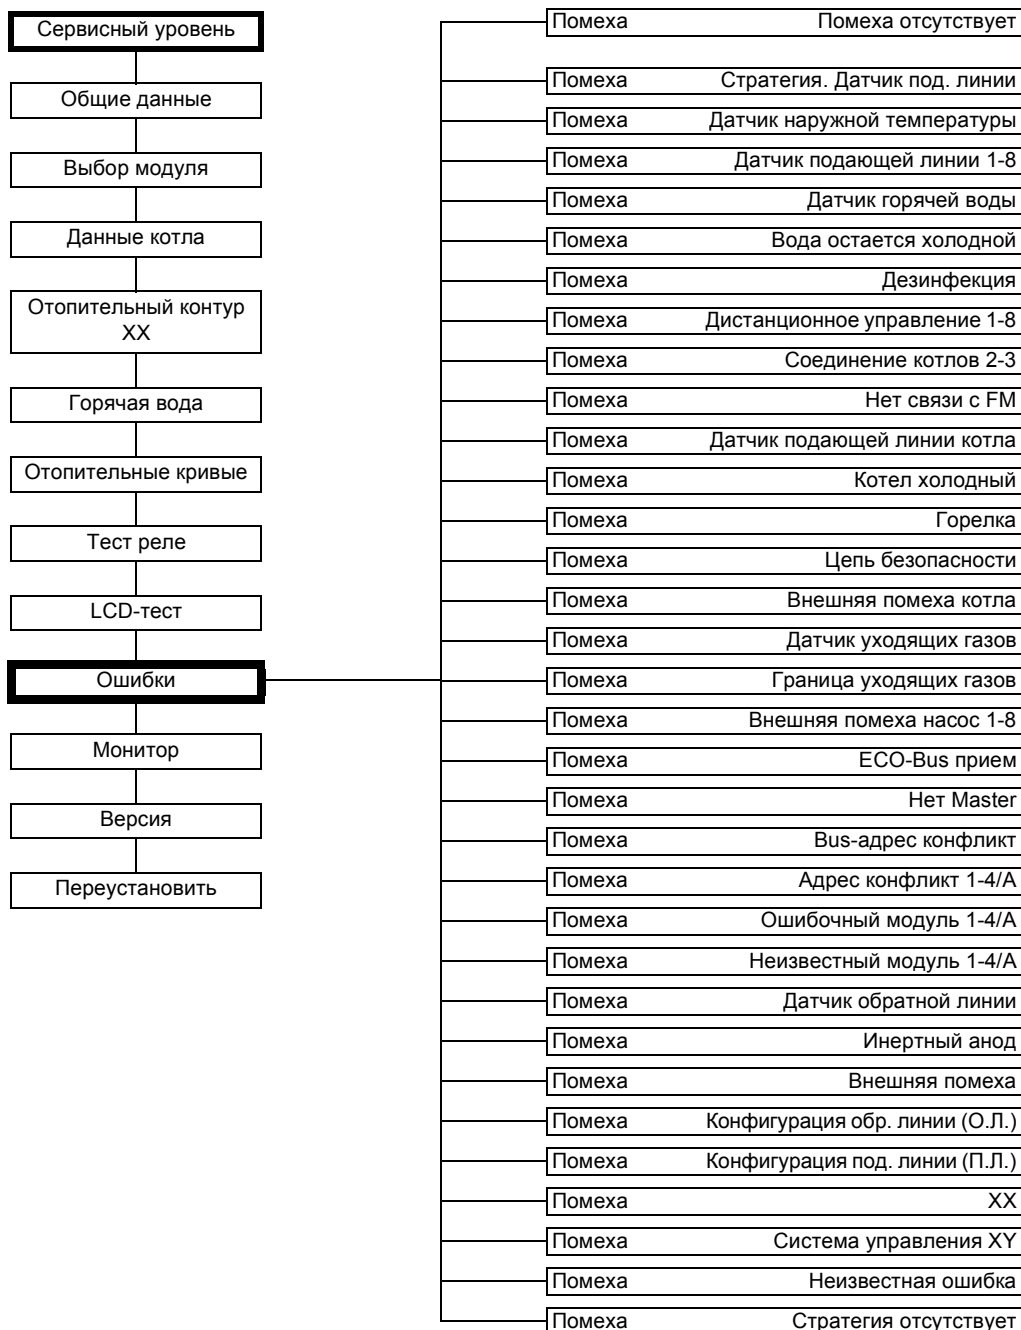 Сервисный уровень
Общие данные
Выбор модуля
Данные котла
Отопительный контур
XX
Горячая вода
Отопительные кривые
Тест реле
LCD-тест
Ошибки
Монитор
Версия
Переустановить
Помеха Помеха отсутствует
Помеха Стратегия. Датчик под. линии
Помеха Датчик наружной температуры
Помеха Датчик подающей линии 1-8
Помеха Датчик горячей воды
Помеха Вода остается холодной
Помеха Дезинфекция
Помеха Дистанционное управление 1-8
Помеха Соединение котлов 2-3
Помеха Нет связи с FM
Помеха Датчик подающей линии котла
Помеха Котел холодный
Помеха Горелка
Помеха Цепь безопасности
Помеха Внешняя помеха котла
Помеха Датчик уходящих газов
Помеха Граница уходящих газов
Помеха Внешняя помеха насос 1-8
Помеха ECO-Bus прием
Помеха Нет Master
Помеха Bus-адрес конфликт
Помеха Адрес конфликт 1-4/A
Помеха Ошибочный модуль 1-4/A
Помеха Неизвестный модуль 1-4/A
Помеха Датчик обратной линии
Помеха Инертный анод
Помеха Внешняя помеха
Помеха Конфигурация обр. линии (О.Л.)
Помеха Конфигурация под. линии (П.Л.)
Помеха XX
Помеха Система управления XY
Помеха Неизвестная ошибка
Помеха Стратегия отсутствует